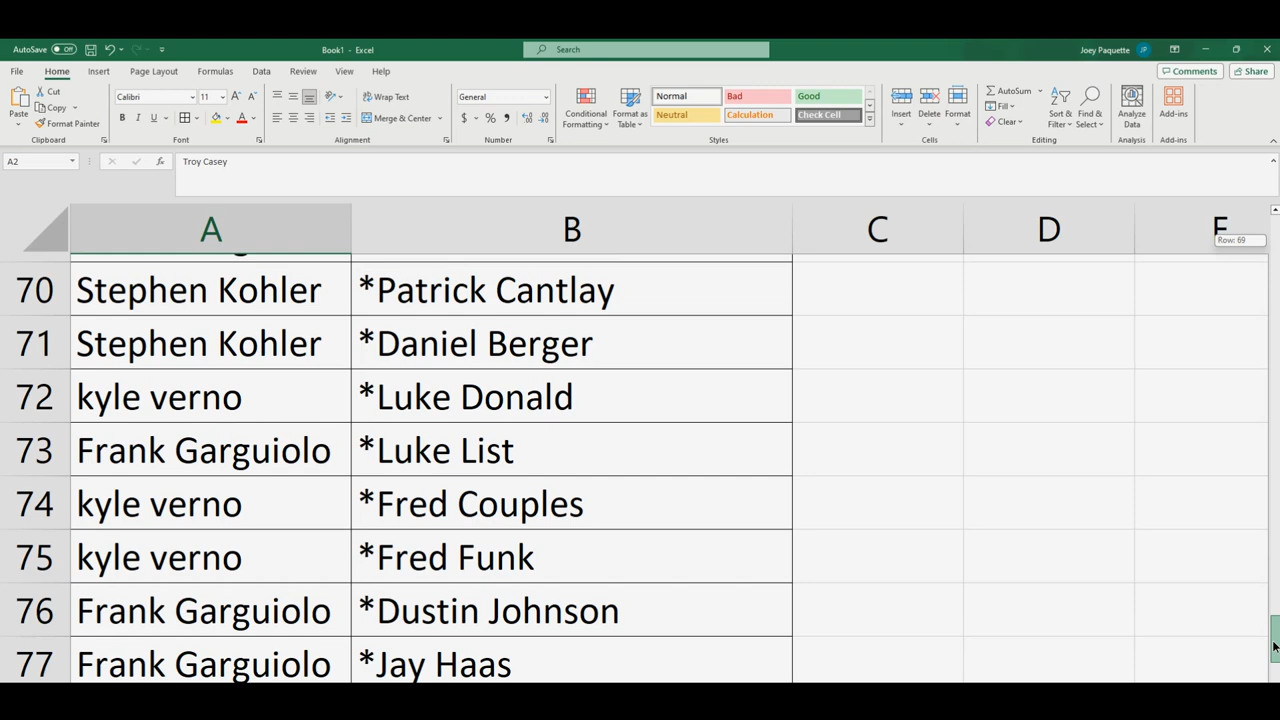 AutoSave Off Book1 - Excel Search Joey Paquette JP
File Home Insert Page Layout Formulas Data Review View Help Comments Share
Paste Cut Copy Format Painter Clipboard
Calibri 11 B I U A Font
Wrap Text Merge & Center Alignment
General $ % , Number
Conditional Formatting Format as Table Normal Bad Good Neutral Calculation Check Cell Styles
Insert Delete Format Cells
AutoSum Fill Clear Sort & Filter Find & Select Editing
Analyze Data Analysis
Add-ins Add-ins
A2 fx Troy Casey
A B C D E
Row: 69
70 Stephen Kohler *Patrick Cantlay
71 Stephen Kohler *Daniel Berger
72 kyle verno *Luke Donald
73 Frank Garguiolo *Luke List
74 kyle verno *Fred Couples
75 kyle verno *Fred Funk
76 Frank Garguiolo *Dustin Johnson
77 Frank Garguiolo *Jay Haas